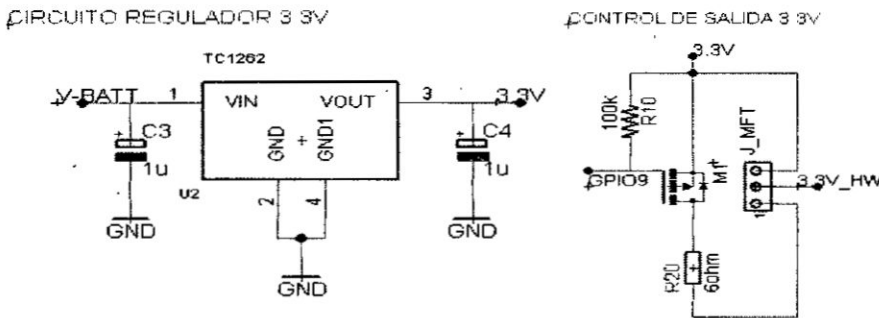 CIRCUITO REGULADOR 3 3V
TC1262
V-BATT
1
VIN
VOUT
3
3.3V
C3
1u
GND
GND1
C4
1u
U2
2
4
GND
GND
GND
CONTROL DE SALIDA 3 3V
3.3V
100k
R10
GPIO9
M1
J_MFT
3.3V_HW
1
R20
6ohm